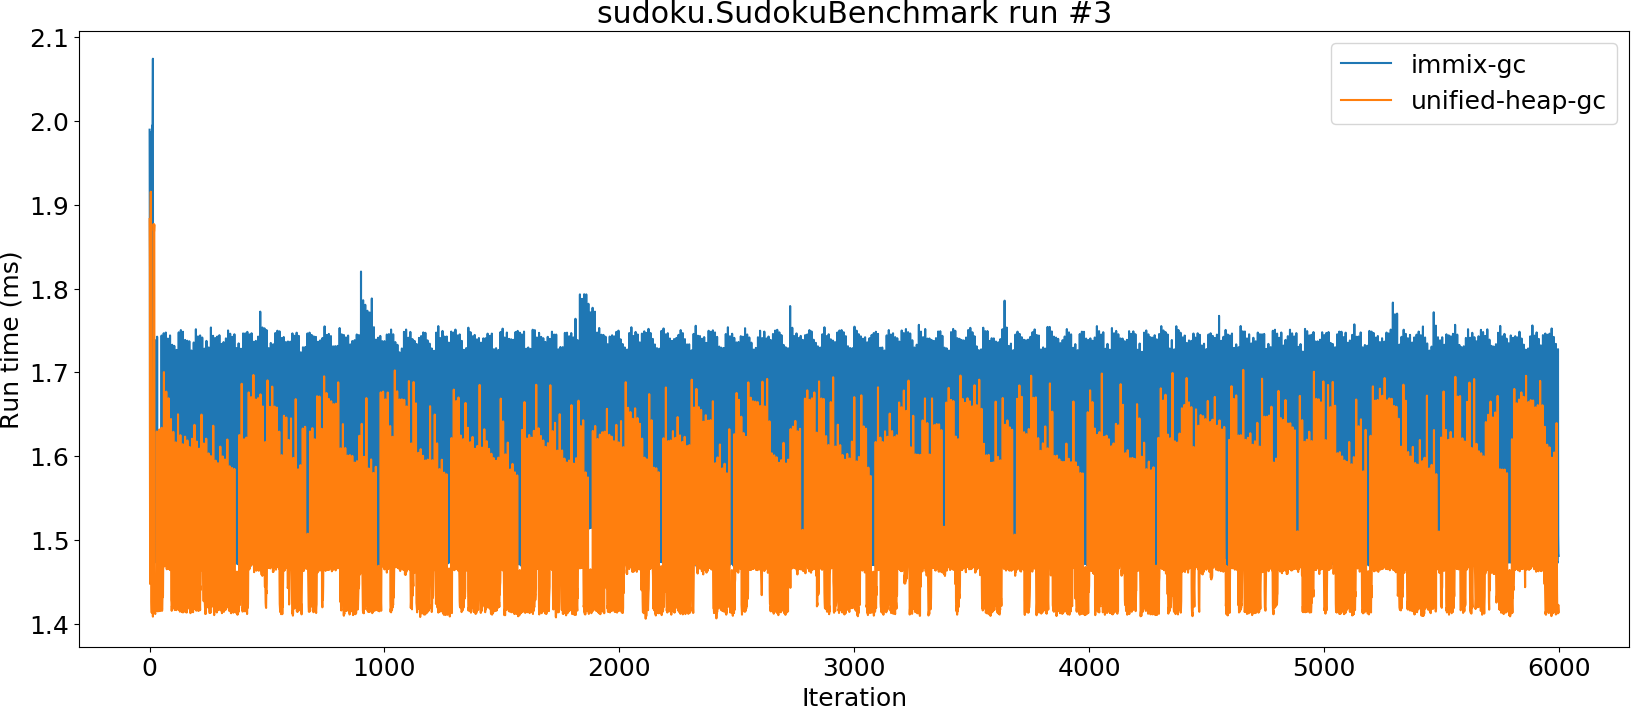 sudoku.SudokuBenchmark run #3
immix-gc
unified-heap-gc
Run time (ms)
2.1
2.0
1.9
1.8
1.7
1.6
1.5
1.4
0 1000 2000 3000 4000 5000 6000
Iteration